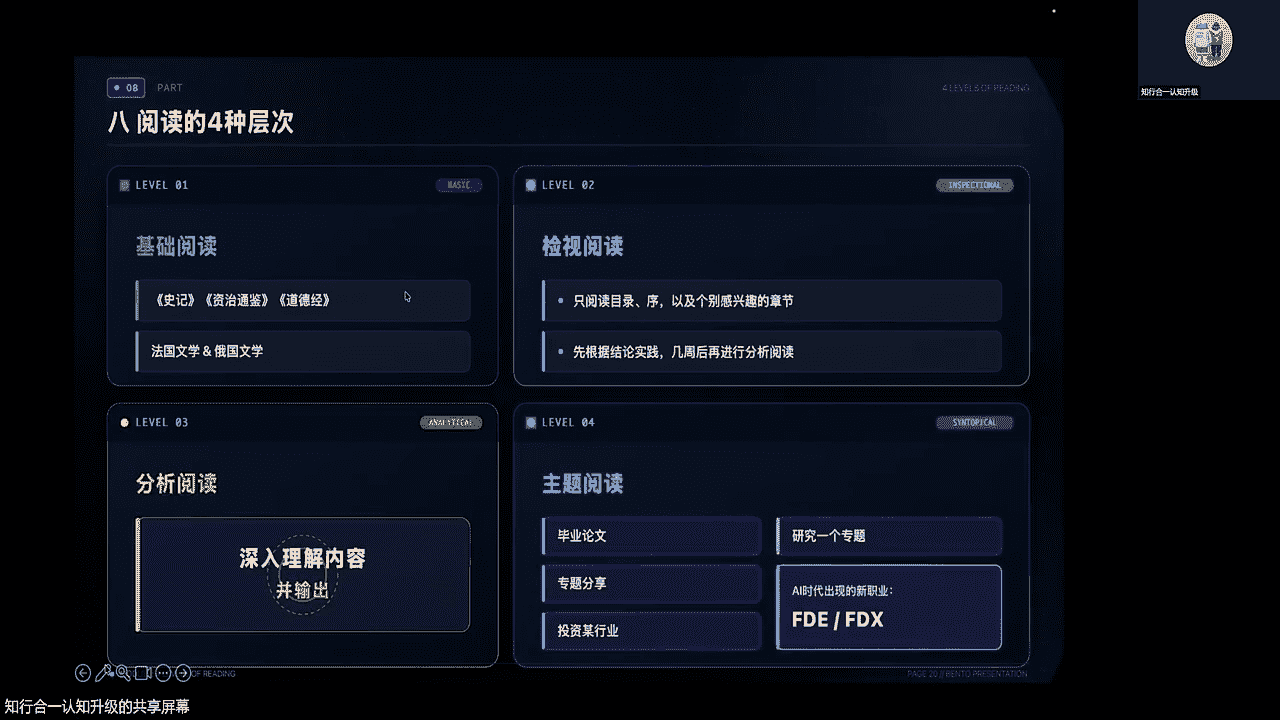 08 PART
4 LEVELS OF READING
八 阅读的4种层次
LEVEL 01
BASIC
基础阅读
《史记》《资治通鉴》《道德经》
法国文学 & 俄国文学
LEVEL 02
INSPECTIONAL
检视阅读
• 只阅读目录、序，以及个别感兴趣的章节
• 先根据结论实践，几周后再进行分析阅读
LEVEL 03
ANALYTICAL
分析阅读
深入理解内容
并输出
LEVEL 04
SYNTOPICAL
主题阅读
毕业论文
专题分享
投资某行业
研究一个专题
AI时代出现的新职业：
FDE / FDX
OF READING
PAGE 20 // BENTO PRESENTATION
知行合一认知升级
知行合一认知升级的共享屏幕